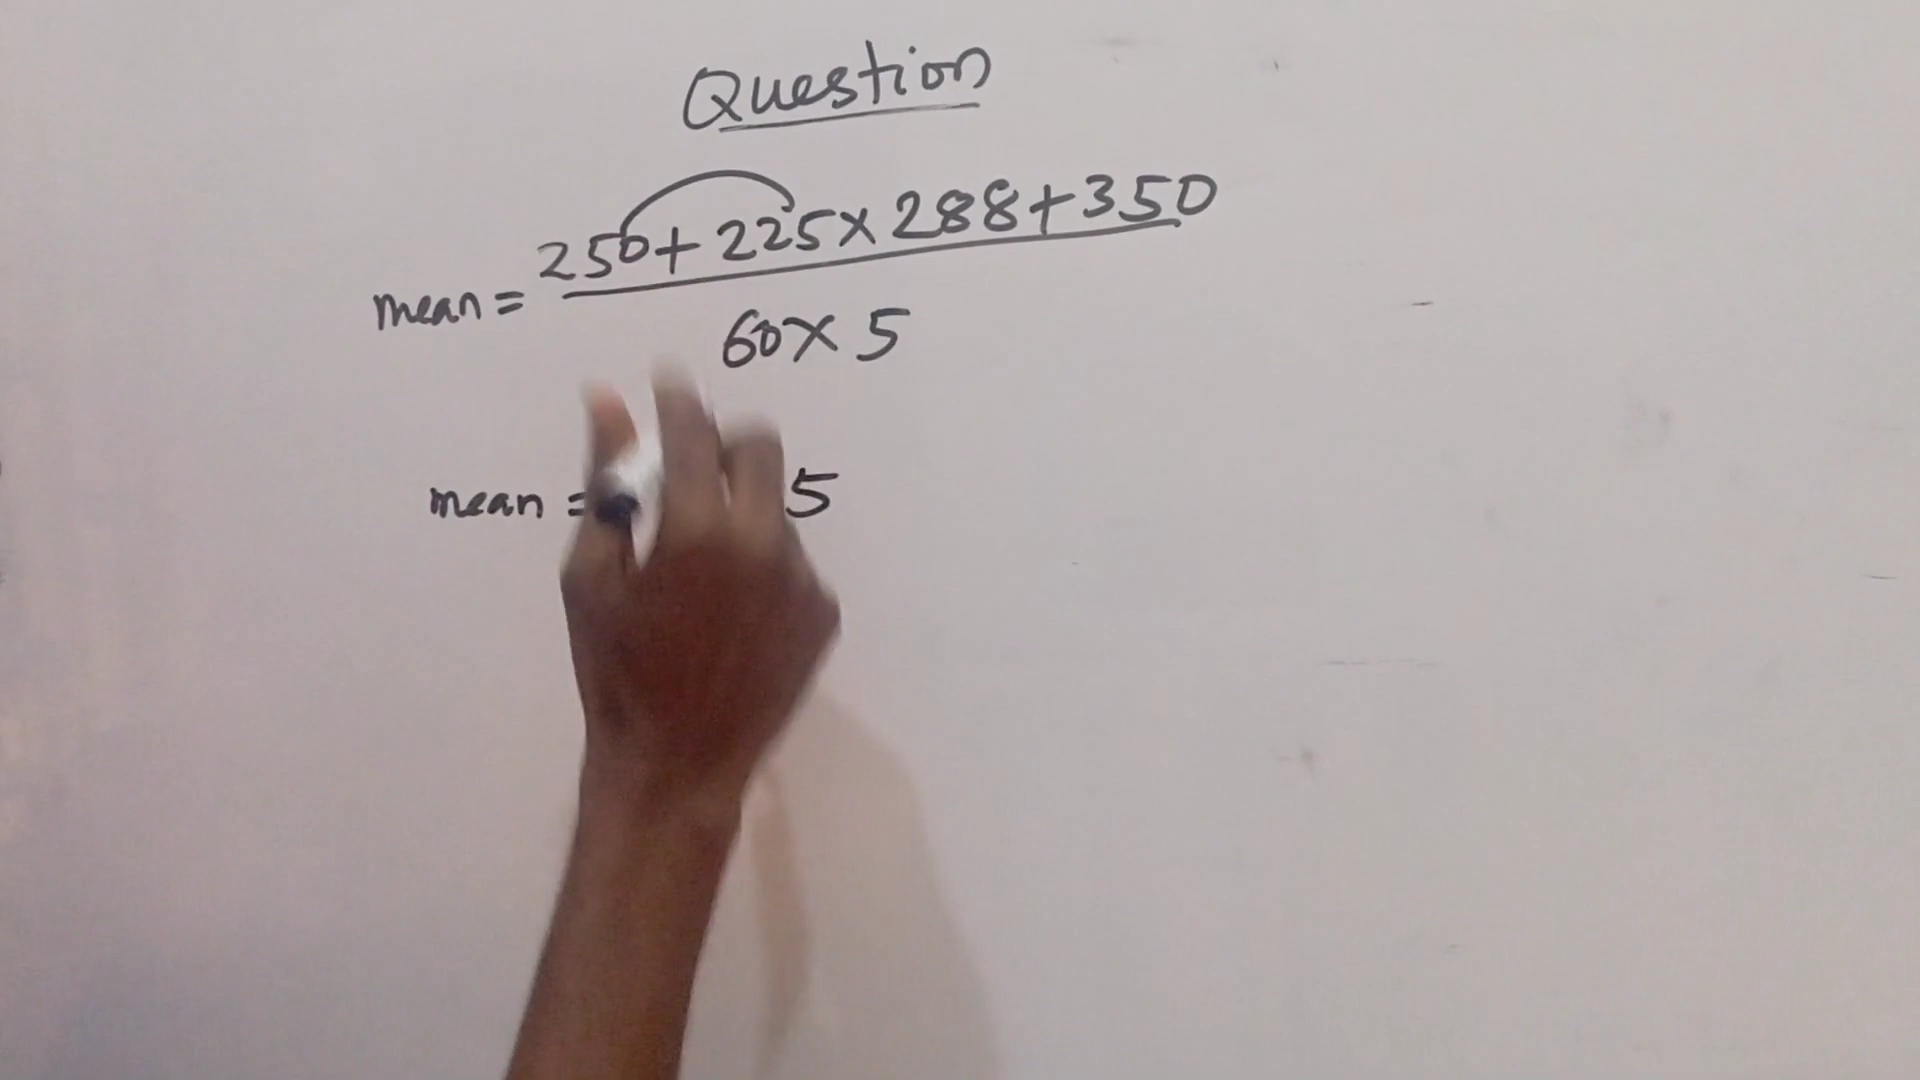 Question
mean = 250 + 225 × 288 + 350
60 × 5
mean = 5